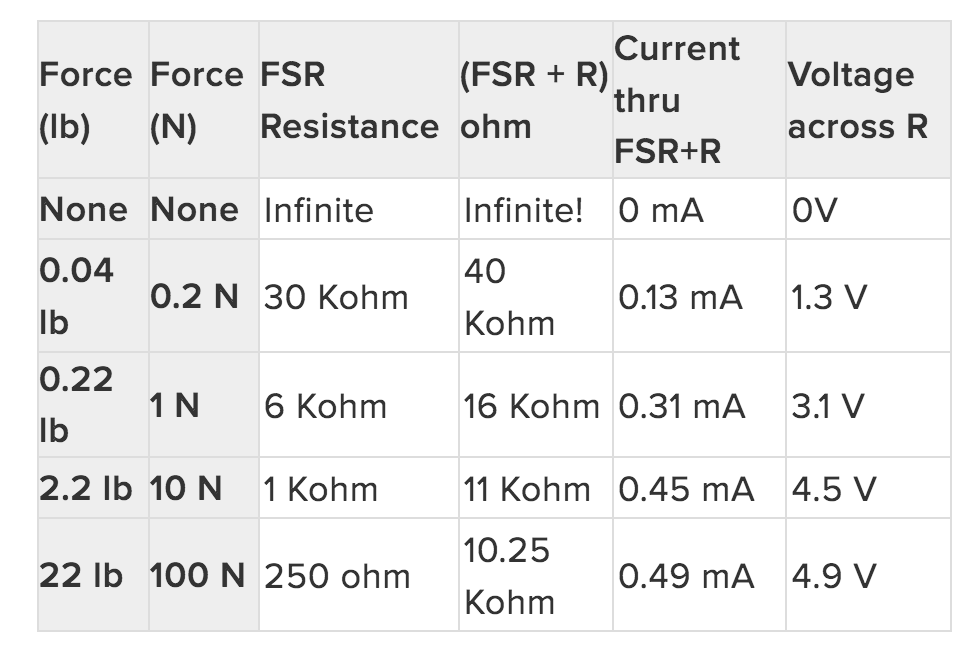 Force (lb) Force (N) FSR Resistance (FSR + R) ohm Current thru FSR+R Voltage across R
None None Infinite Infinite! 0 mA 0V
0.04 lb 0.2 N 30 Kohm 40 Kohm 0.13 mA 1.3 V
0.22 lb 1 N 6 Kohm 16 Kohm 0.31 mA 3.1 V
2.2 lb 10 N 1 Kohm 11 Kohm 0.45 mA 4.5 V
22 lb 100 N 250 ohm 10.25 Kohm 0.49 mA 4.9 V